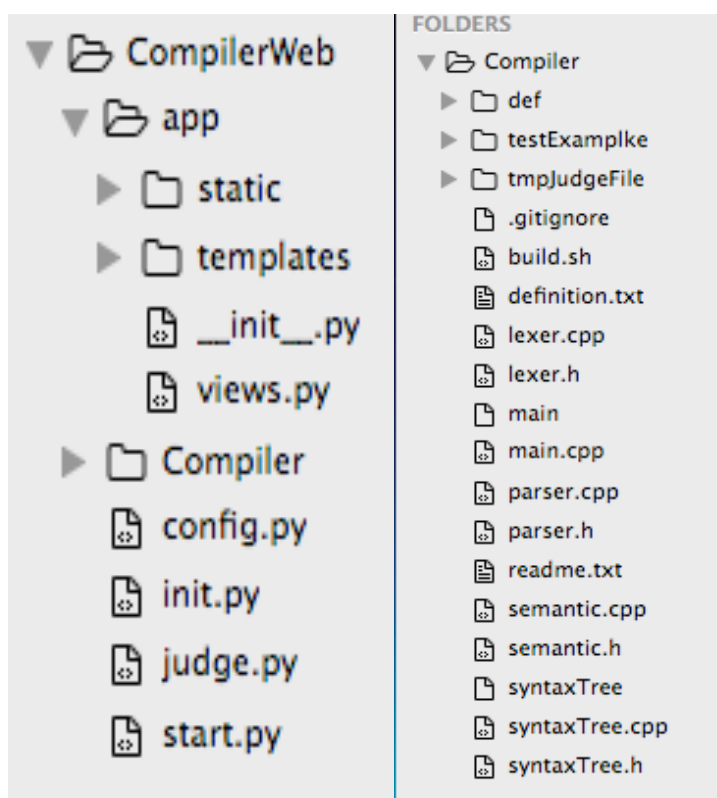 CompilerWeb
app
static
templates
__init__.py
views.py
Compiler
config.py
init.py
judge.py
start.py
FOLDERS
Compiler
def
testExamplke
tmpJudgeFile
.gitignore
build.sh
definition.txt
lexer.cpp
lexer.h
main
main.cpp
parser.cpp
parser.h
readme.txt
semantic.cpp
semantic.h
syntaxTree
syntaxTree.cpp
syntaxTree.h